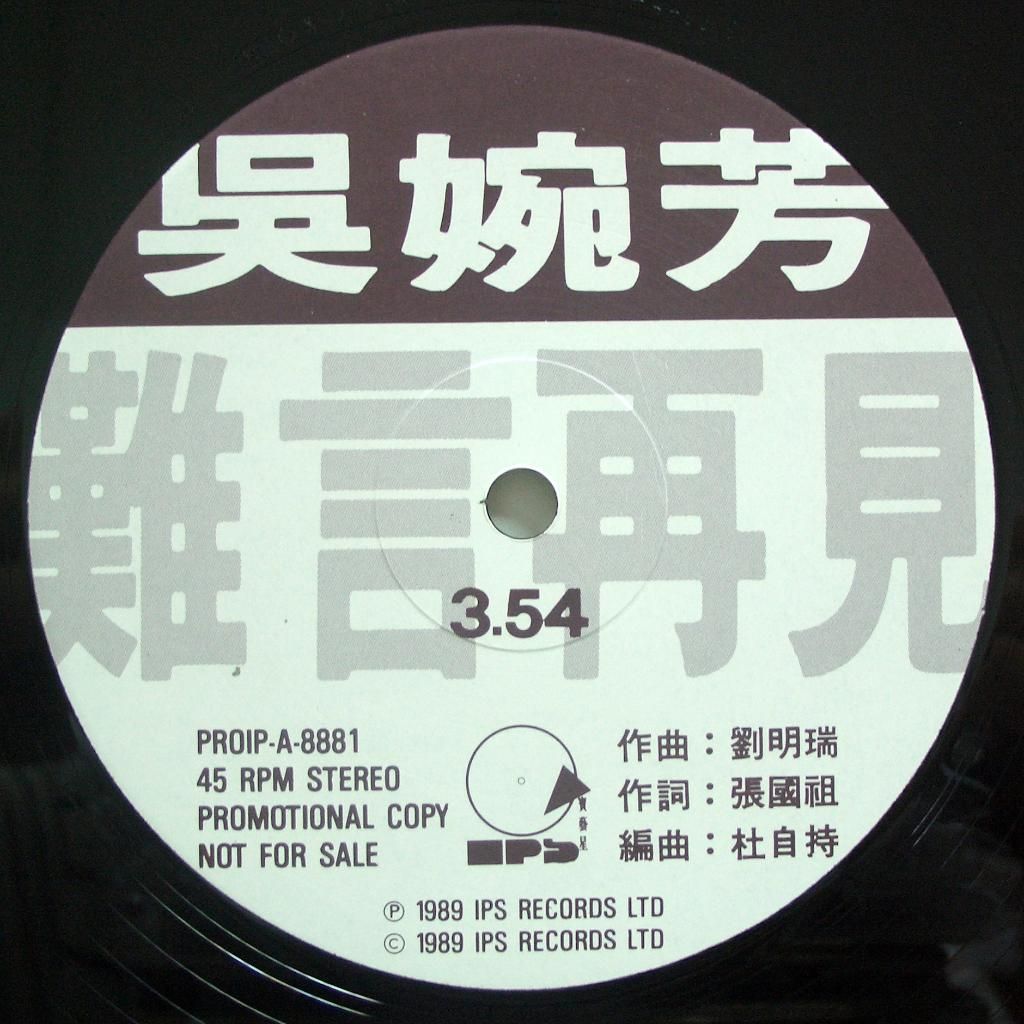 吳婉芳
難言再見
3.54
PROIP-A-8881
45 RPM STEREO
PROMOTIONAL COPY
NOT FOR SALE
IPS
寶藝星
作曲：劉明瑞
作詞：張國祖
編曲：杜自持
Ⓟ 1989 IPS RECORDS LTD
© 1989 IPS RECORDS LTD